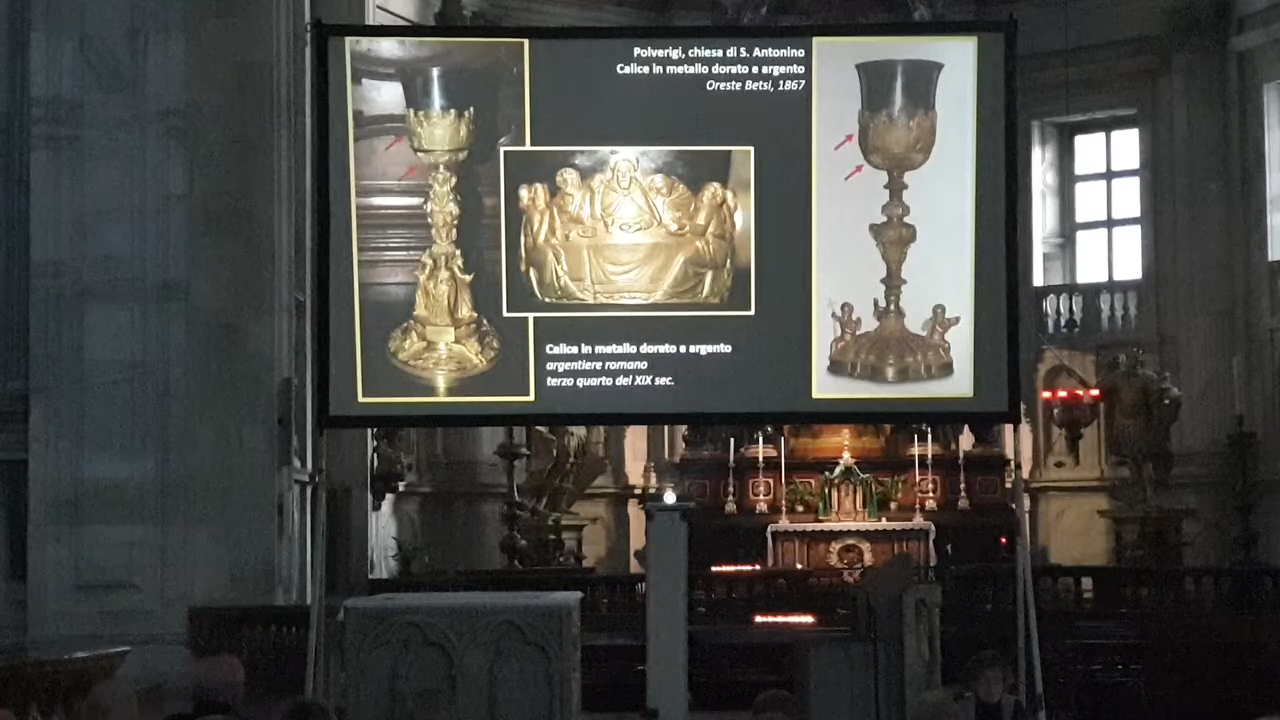 Polverigi, chiesa di S. Antonino
Calice in metallo dorato e argento
Oreste Betsi, 1867
Calice in metallo dorato e argento
argentiere romano
terzo quarto del XIX sec.